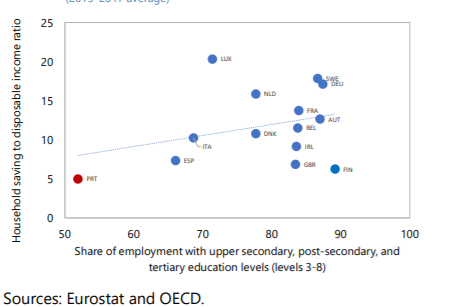 (2015-2017 average)
Household saving to disposable income ratio
25
20
15
10
5
0
LUX
SWE
DEU
NLD
FRA
AUT
BEL
DNK
ITA
IRL
ESP
GBR
FIN
PRT
50 60 70 80 90 100
Share of employment with upper secondary, post-secondary, and
tertiary education levels (levels 3-8)
Sources: Eurostat and OECD.